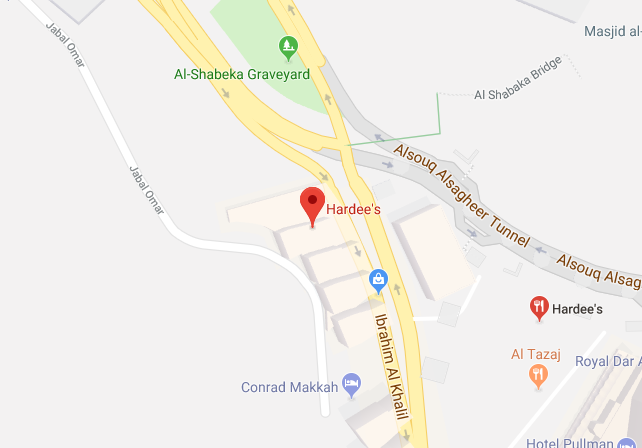 Jabal Omar
Masjid al-
Al-Shabeka Graveyard
Al Shabaka Bridge
Alsouq Alsagheer Tunnel
Jabal Omar
Hardee's
Alsouq Alsag
Hardee's
Ibrahim Al Khalil
Al Tazaj
Royal Dar A
Conrad Makkah
Hotel Pullman